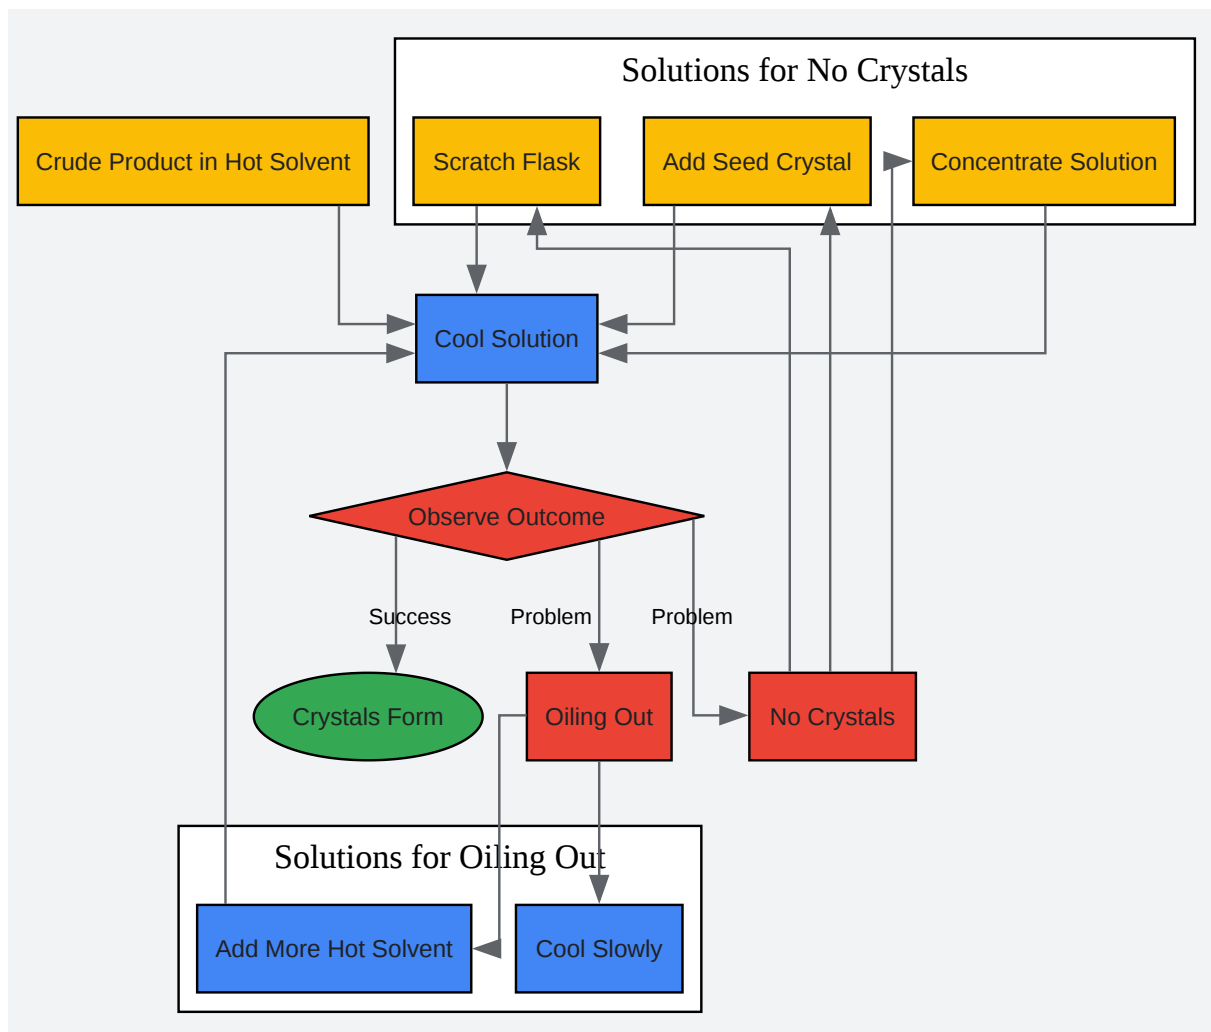 Solutions for No Crystals
Crude Product in Hot Solvent
Scratch Flask
Add Seed Crystal
Concentrate Solution
Cool Solution
Observe Outcome
Success
Problem
Problem
Crystals Form
Oiling Out
No Crystals
Solutions for Oiling Out
Add More Hot Solvent
Cool Slowly